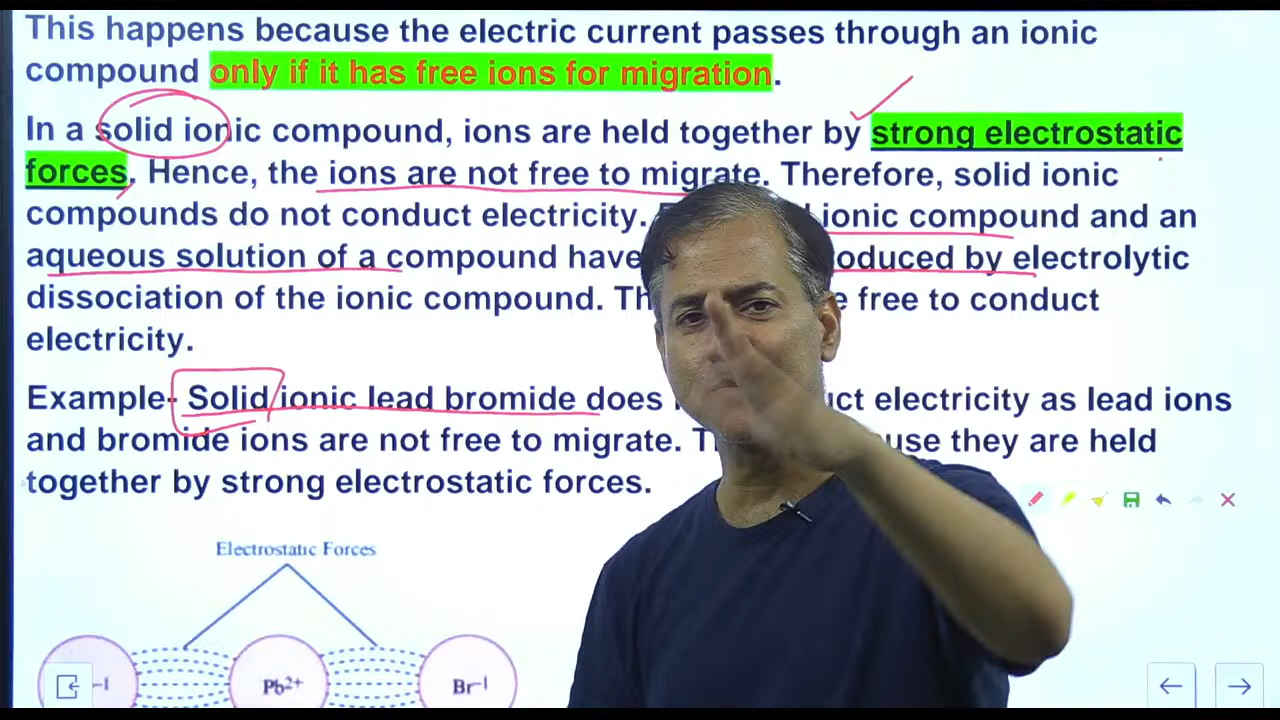 This happens because the electric current passes through an ionic
compound only if it has free ions for migration.
In a solid ionic compound, ions are held together by strong electrostatic
forces. Hence, the ions are not free to migrate. Therefore, solid ionic
compounds do not conduct electricity. ionic compound and an
aqueous solution of a compound have oduced by electrolytic
dissociation of the ionic compound. Th e free to conduct
electricity.
Example- Solid ionic lead bromide does uct electricity as lead ions
and bromide ions are not free to migrate. T use they are held
together by strong electrostatic forces.
Electrostatic Forces
-1 Pb2+ Br-1